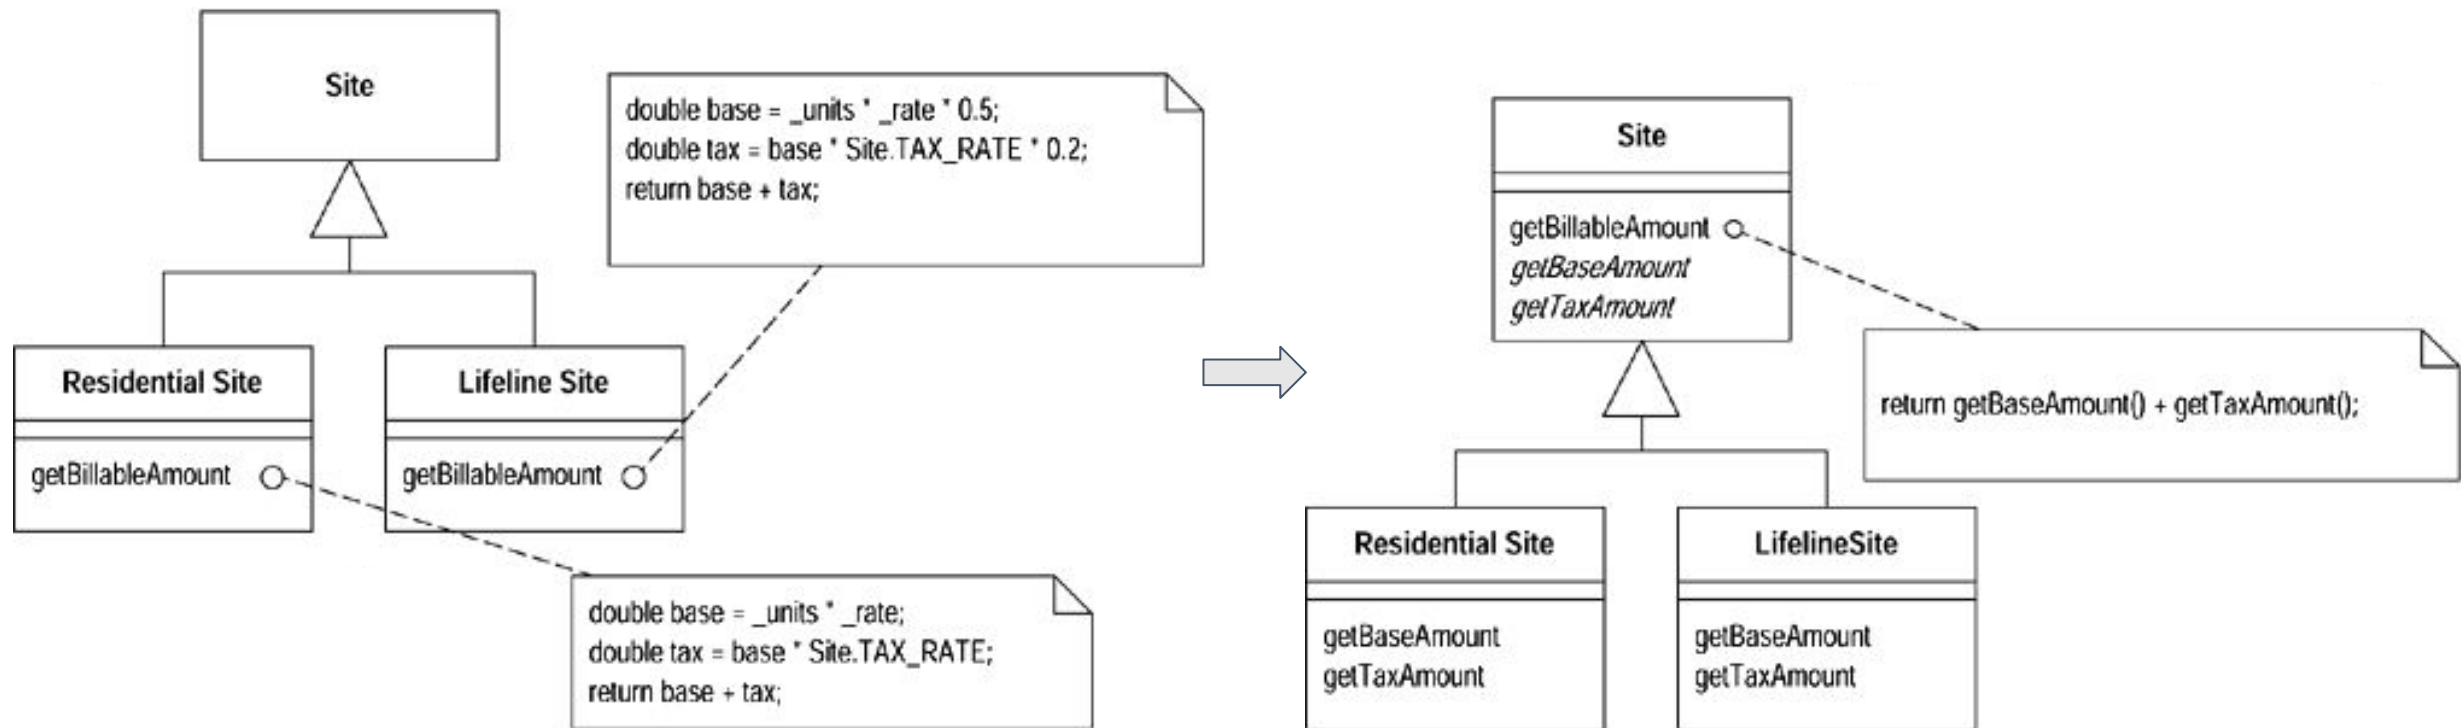 Site
double base = _units * _rate * 0.5;
double tax = base * Site.TAX_RATE * 0.2;
return base + tax;
Residential Site
getBillableAmount
Lifeline Site
getBillableAmount
double base = _units * _rate;
double tax = base * Site.TAX_RATE;
return base + tax;
Site
getBillableAmount
getBaseAmount
getTaxAmount
return getBaseAmount() + getTaxAmount();
Residential Site
getBaseAmount
getTaxAmount
LifelineSite
getBaseAmount
getTaxAmount